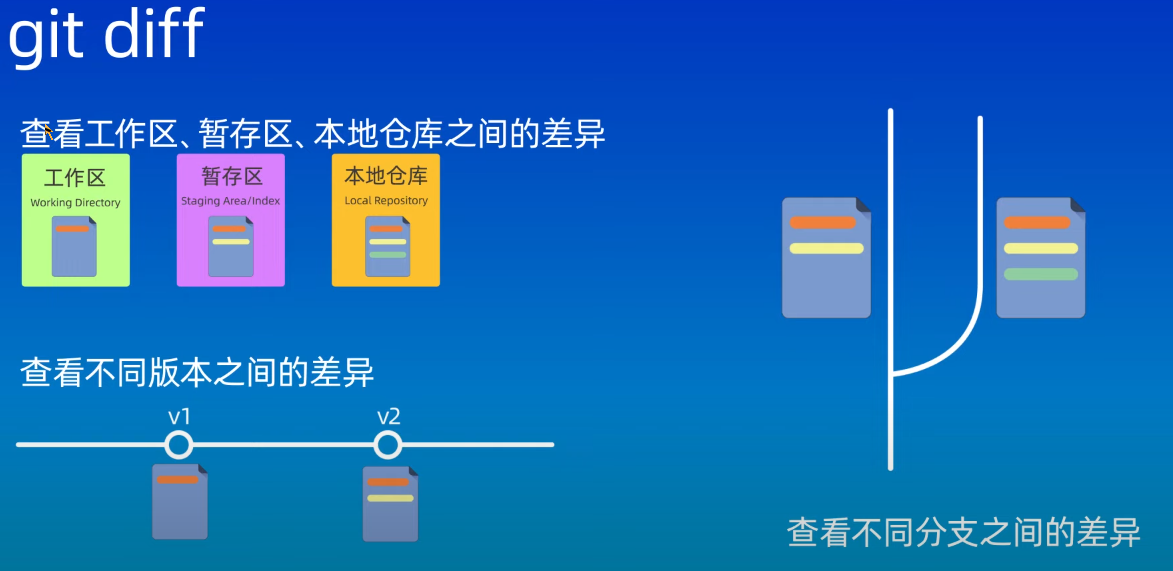 git diff
查看工作区、暂存区、本地仓库之间的差异
工作区
Working Directory
暂存区
Staging Area/Index
本地仓库
Local Repository
查看不同版本之间的差异
v1
v2
查看不同分支之间的差异